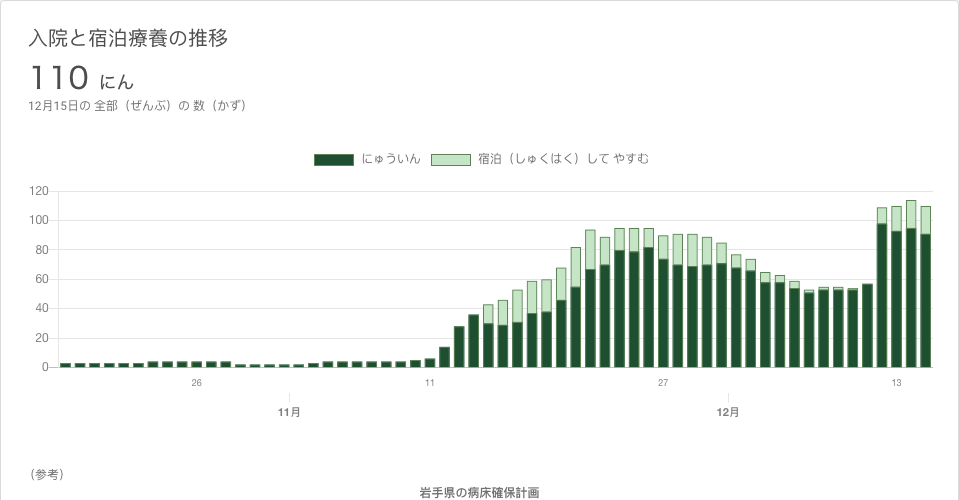 入院と宿泊療養の推移
110 にん
12月15日の 全部（ぜんぶ）の 数（かず）
にゅういん 宿泊（しゅくはく）して やすむ
120
100
80
60
40
20
0
26 11 27 13
11月 12月
（参考）
岩手県の病床確保計画